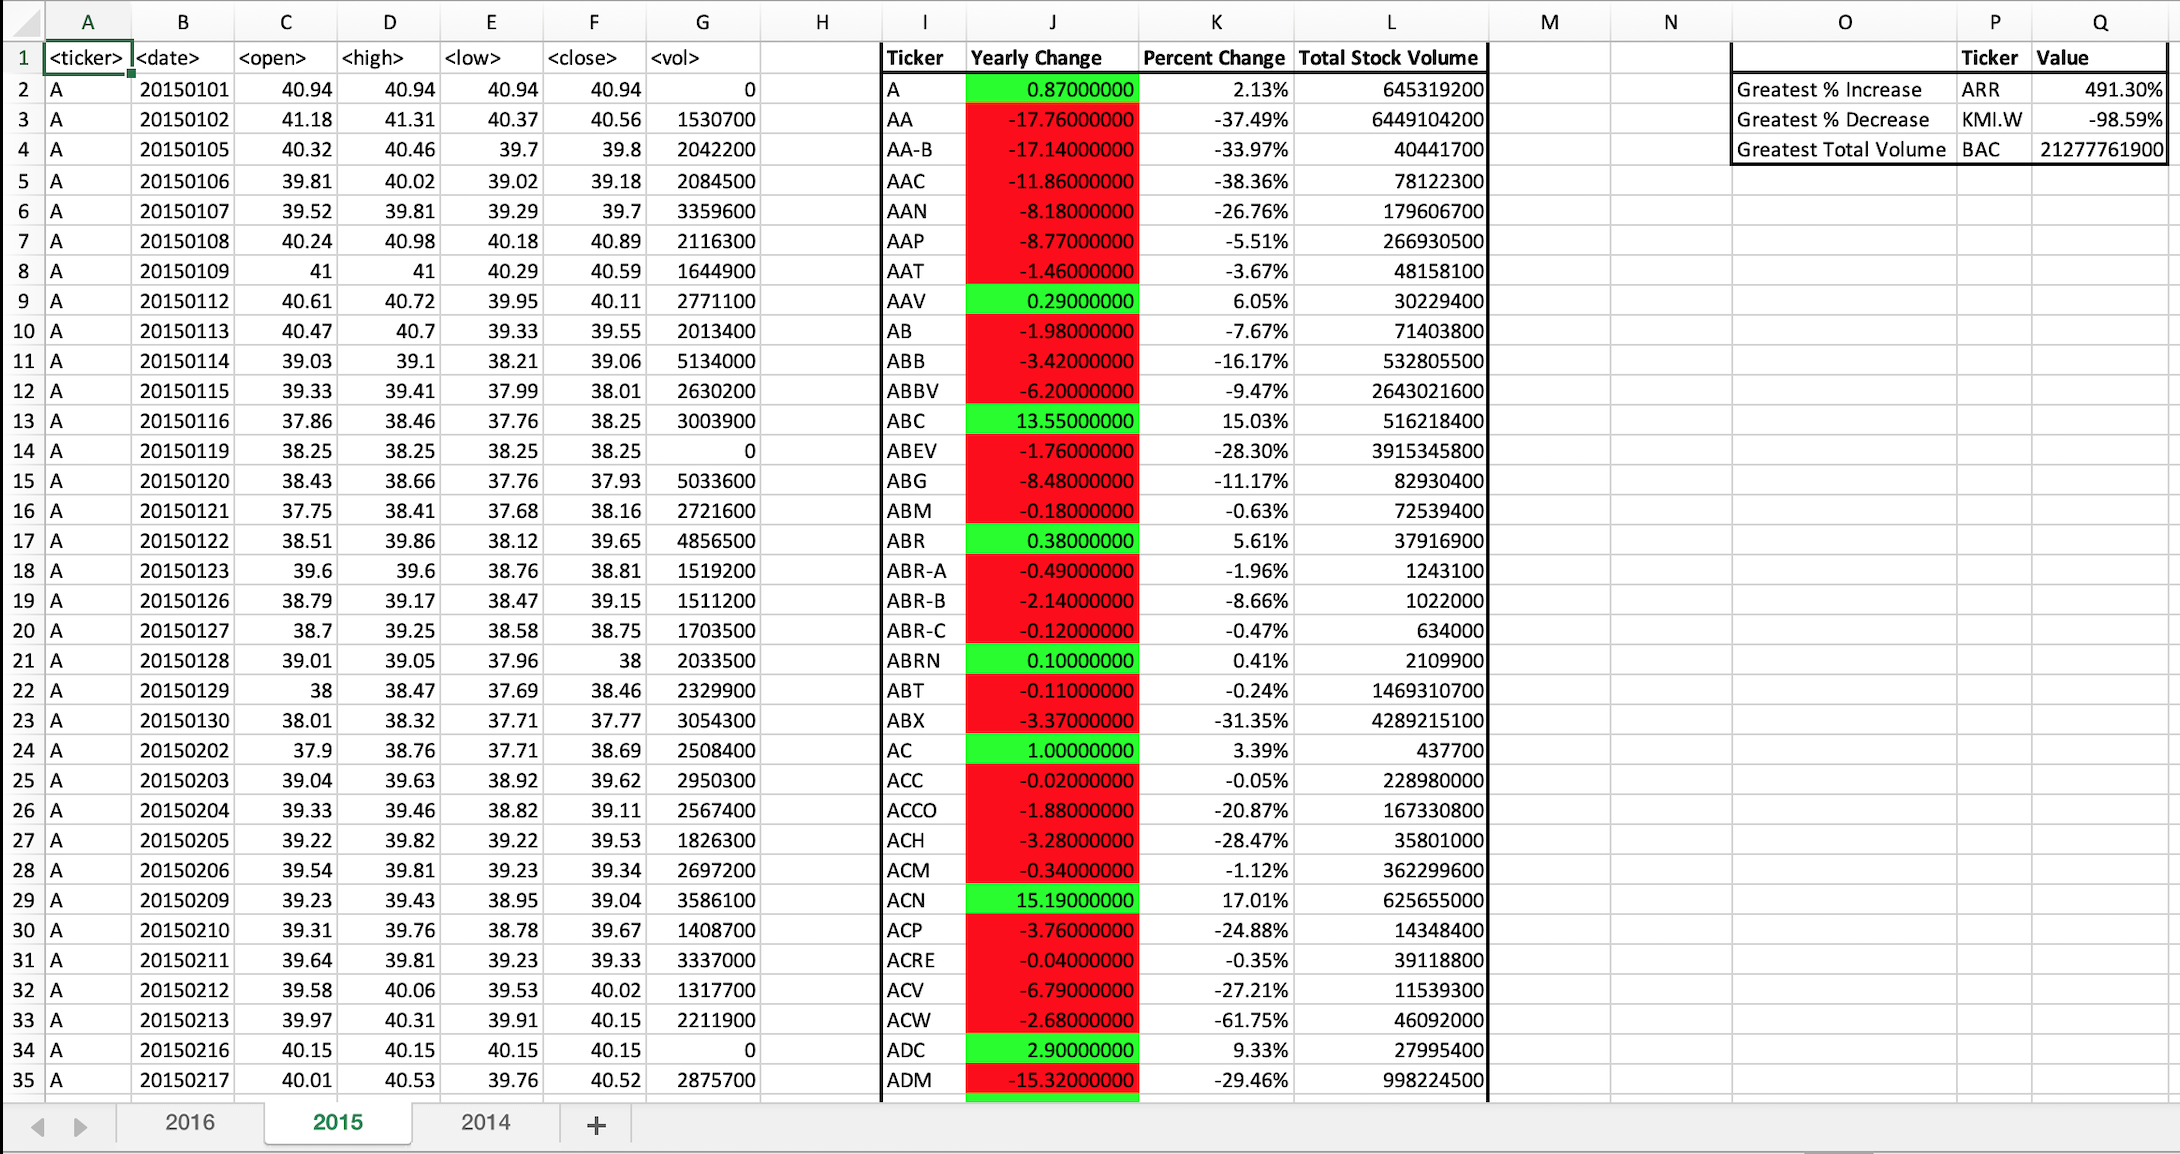 A B C D E F G H I J K L M N O P Q
1 <ticker> <date> <open> <high> <low> <close> <vol> Ticker Yearly Change Percent Change Total Stock Volume Ticker Value
2 A 20150101 40.94 40.94 40.94 40.94 0 A 0.87000000 2.13% 645319200 Greatest % Increase ARR 491.30%
3 A 20150102 41.18 41.31 40.37 40.56 1530700 AA -17.76000000 -37.49% 6449104200 Greatest % Decrease KMI.W -98.59%
4 A 20150105 40.32 40.46 39.7 39.8 2042200 AA-B -17.14000000 -33.97% 40441700 Greatest Total Volume BAC 21277761900
5 A 20150106 39.81 40.02 39.02 39.18 2084500 AAC -11.86000000 -38.36% 78122300
6 A 20150107 39.52 39.81 39.29 39.7 3359600 AAN -8.18000000 -26.76% 179606700
7 A 20150108 40.24 40.98 40.18 40.89 2116300 AAP -8.77000000 -5.51% 266930500
8 A 20150109 41 41 40.29 40.59 1644900 AAT -1.46000000 -3.67% 48158100
9 A 20150112 40.61 40.72 39.95 40.11 2771100 AAV 0.29000000 6.05% 30229400
10 A 20150113 40.47 40.7 39.33 39.55 2013400 AB -1.98000000 -7.67% 71403800
11 A 20150114 39.03 39.1 38.21 39.06 5134000 ABB -3.42000000 -16.17% 532805500
12 A 20150115 39.33 39.41 37.99 38.01 2630200 ABBV -6.20000000 -9.47% 2643021600
13 A 20150116 37.86 38.46 37.76 38.25 3003900 ABC 13.55000000 15.03% 516218400
14 A 20150119 38.25 38.25 38.25 38.25 0 ABEV -1.76000000 -28.30% 3915345800
15 A 20150120 38.43 38.66 37.76 37.93 5033600 ABG -8.48000000 -11.17% 82930400
16 A 20150121 37.75 38.41 37.68 38.16 2721600 ABM -0.18000000 -0.63% 72539400
17 A 20150122 38.51 39.86 38.12 39.65 4856500 ABR 0.38000000 5.61% 37916900
18 A 20150123 39.6 39.6 38.76 38.81 1519200 ABR-A -0.49000000 -1.96% 1243100
19 A 20150126 38.79 39.17 38.47 39.15 1511200 ABR-B -2.14000000 -8.66% 1022000
20 A 20150127 38.7 39.25 38.58 38.75 1703500 ABR-C -0.12000000 -0.47% 634000
21 A 20150128 39.01 39.05 37.96 38 2033500 ABRN 0.10000000 0.41% 2109900
22 A 20150129 38 38.47 37.69 38.46 2329900 ABT -0.11000000 -0.24% 1469310700
23 A 20150130 38.01 38.32 37.71 37.77 3054300 ABX -3.37000000 -31.35% 4289215100
24 A 20150202 37.9 38.76 37.71 38.69 2508400 AC 1.00000000 3.39% 437700
25 A 20150203 39.04 39.63 38.92 39.62 2950300 ACC -0.02000000 -0.05% 228980000
26 A 20150204 39.33 39.46 38.82 39.11 2567400 ACCO -1.88000000 -20.87% 167330800
27 A 20150205 39.22 39.82 39.22 39.53 1826300 ACH -3.28000000 -28.47% 35801000
28 A 20150206 39.54 39.81 39.23 39.34 2697200 ACM -0.34000000 -1.12% 362299600
29 A 20150209 39.23 39.43 38.95 39.04 3586100 ACN 15.19000000 17.01% 625655000
30 A 20150210 39.31 39.76 38.78 39.67 1408700 ACP -3.76000000 -24.88% 14348400
31 A 20150211 39.64 39.81 39.23 39.33 3337000 ACRE -0.04000000 -0.35% 39118800
32 A 20150212 39.58 40.06 39.53 40.02 1317700 ACV -6.79000000 -27.21% 11539300
33 A 20150213 39.97 40.31 39.91 40.15 2211900 ACW -2.68000000 -61.75% 46092000
34 A 20150216 40.15 40.15 40.15 40.15 0 ADC 2.90000000 9.33% 27995400
35 A 20150217 40.01 40.53 39.76 40.52 2875700 ADM -15.32000000 -29.46% 998224500
2016 2015 2014 +